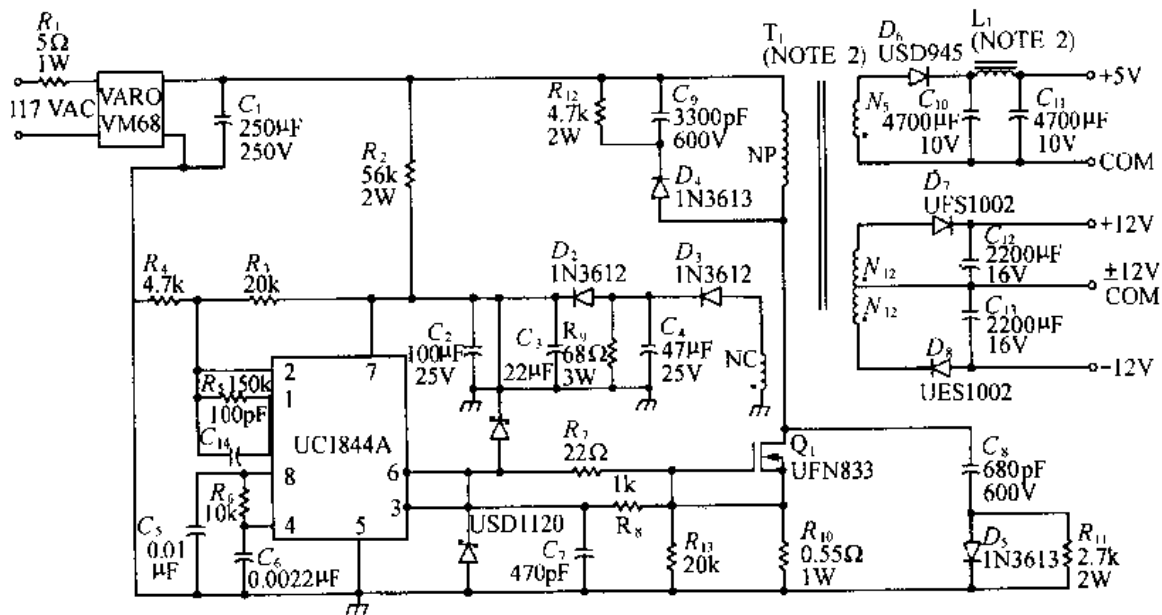 R1
5Ω
1W
117 VAC
VARO
VM68
C1
250µF
250V
R2
56k
2W
R12
4.7k
2W
C9
3300pF
600V
D4
1N3613
T1
(NOTE 2)
NP
D6
USD945
L1
(NOTE 2)
N5
C10
4700µF
10V
C11
4700µF
10V
+5V
COM
D7
UFS1002
+12V
C12
2200µF
16V
N12
±12V
COM
N12
C13
2200µF
16V
D8
UES1002
-12V
R4
4.7k
R3
20k
D2
1N3612
D3
1N3612
C2
100µF
25V
C3
22µF
R9
68Ω
3W
C4
47µF
25V
NC
2
7
R5 150k
1
100pF
C14
UC1844A
8
6
R6
10k
3
4
5
C5
0.01
µF
C6
0.0022µF
USD1120
R7
22Ω
1k
R8
C7
470pF
R13
20k
Q1
UFN833
R10
0.55Ω
1W
C8
680pF
600V
D5
1N3613
R11
2.7k
2W